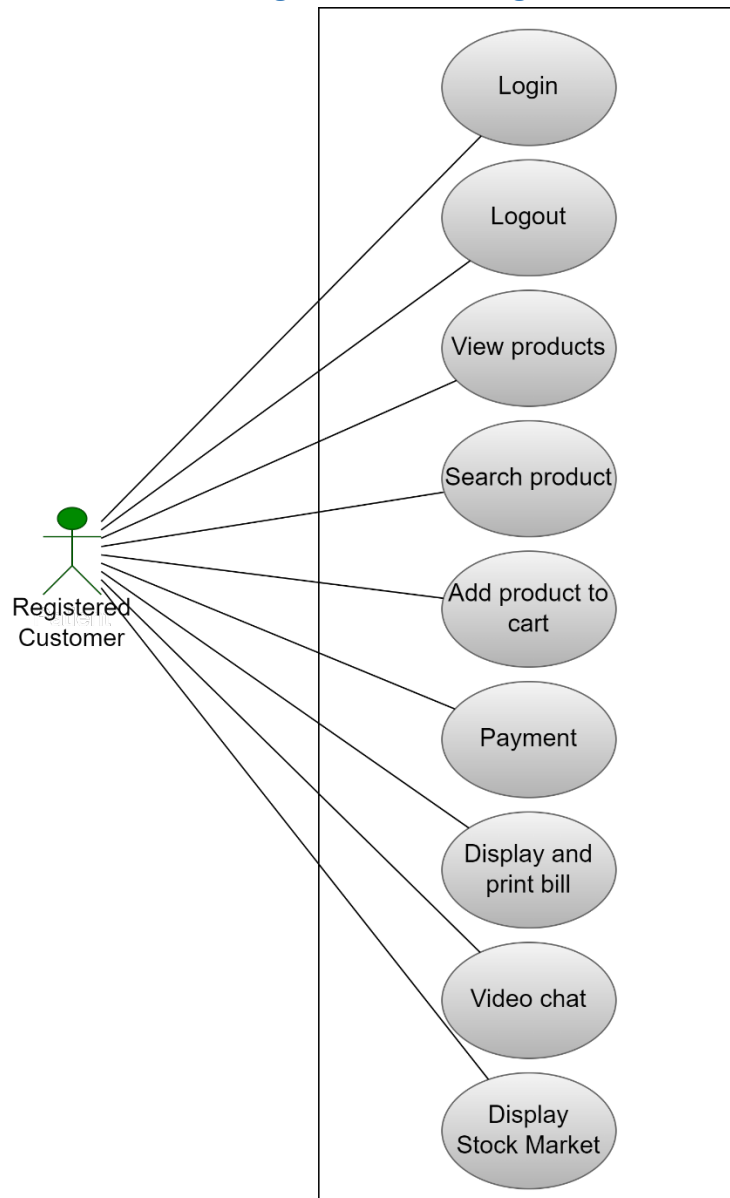 Login
Logout
View products
Search product
Registered
Customer
Add product to
cart
Payment
Display and
print bill
Video chat
Display
Stock Market